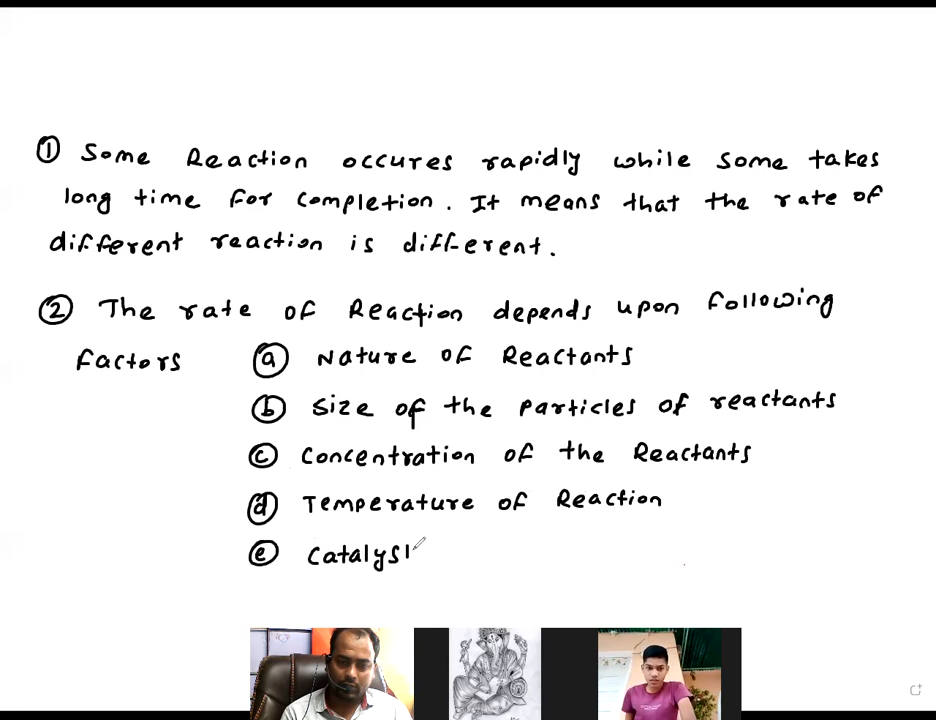 ① Some Reaction occures rapidly while some takes
long time for completion. It means that the rate of
different reaction is different.
② The rate of Reaction depends upon following
factors ⓐ Nature of Reactants
ⓑ Size of the particles of reactants
ⓒ Concentration of the Reactants
ⓓ Temperature of Reaction
ⓔ Catalyst